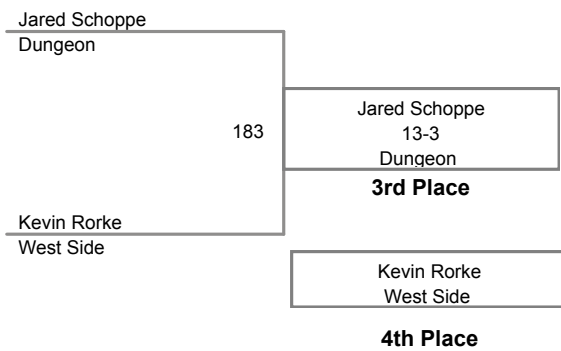 Jared Schoppe
Dungeon
183
Jared Schoppe
13-3
Dungeon
3rd Place
Kevin Rorke
West Side
Kevin Rorke
West Side
4th Place